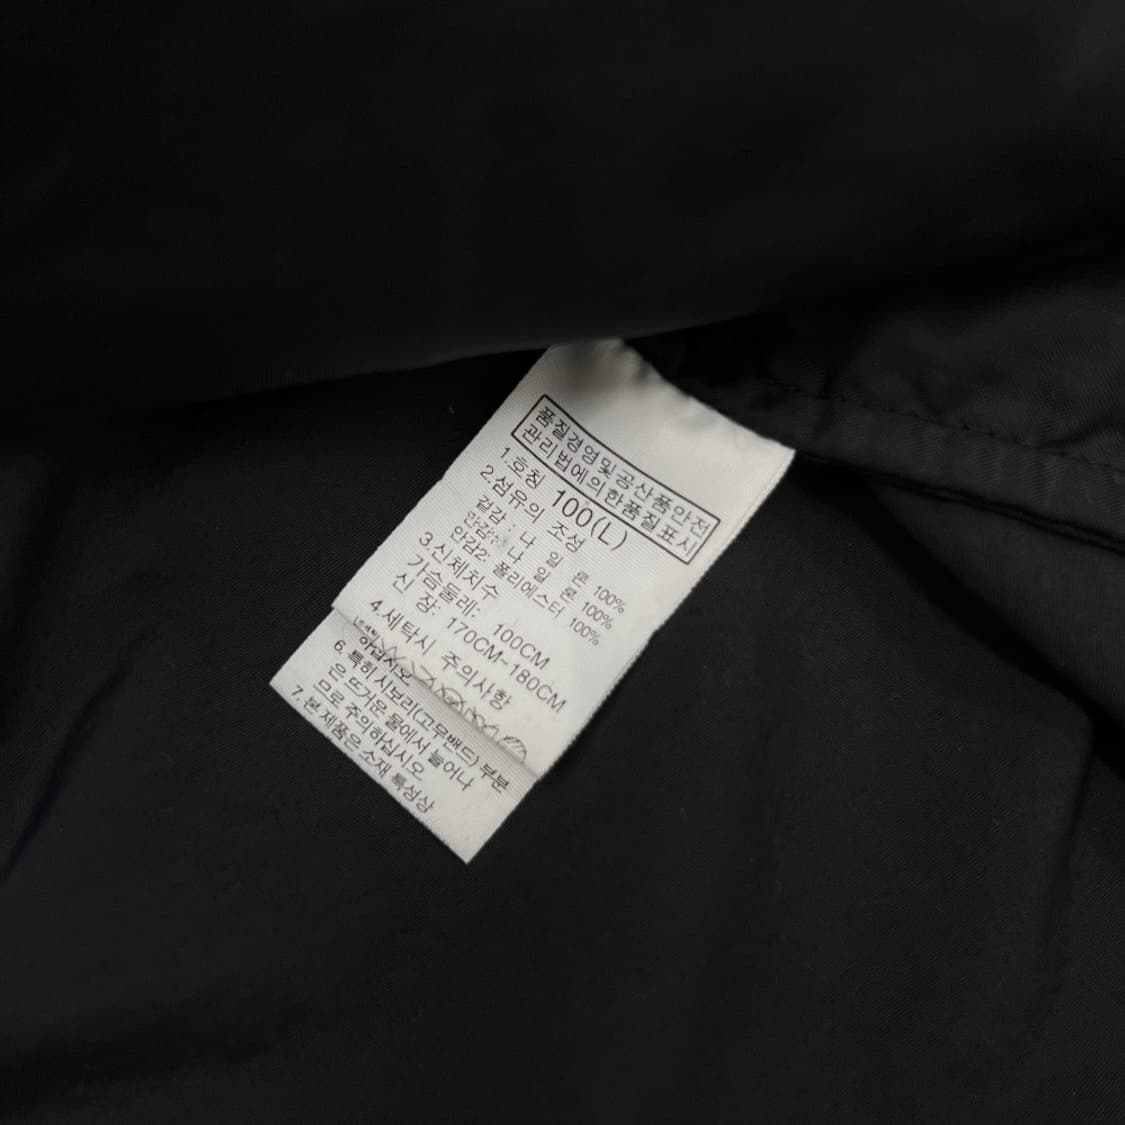 품질경영및공산품안전
관리법에의한품질표시
1.호칭 100(L)
2.섬유의 조성
겉감 : 나 일 론 100%
안감 : 나 일 론 100%
안감2: 폴리에스터 100%
3.신체치수
가슴둘레: 100CM
신 장: 170CM-180CM
4.세탁시 주의사항
하십시오
6. 특히 시보리(고무밴드) 부분
은 뜨거운 물에서 늘어나
므로 주의하십시오
7. 본 제품은 소재 특성상